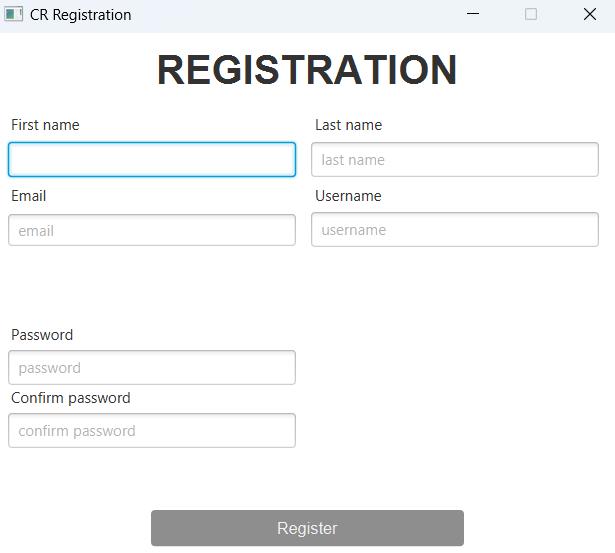 CR Registration
REGISTRATION
First name
Last name
last name
Email
Username
email
username
Password
password
Confirm password
confirm password
Register